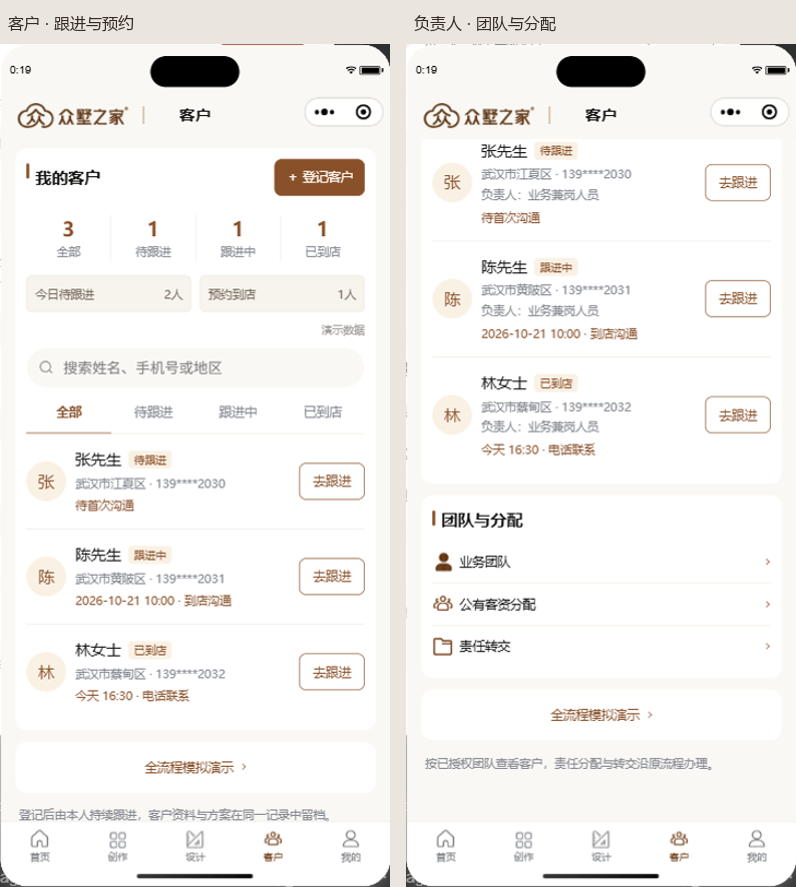 客户 · 跟进与预约
0:19
众墅之家
客户
我的客户
+ 登记客户
3
1
1
1
全部
待跟进
跟进中
已到店
今日待跟进
2人
预约到店
1人
演示数据
搜索姓名、手机号或地区
全部
待跟进
跟进中
已到店
张
张先生
待跟进
武汉市江夏区 · 139****2030
待首次沟通
去跟进
陈
陈先生
跟进中
武汉市黄陂区 · 139****2031
2026-10-21 10:00 · 到店沟通
去跟进
林
林女士
已到店
武汉市蔡甸区 · 139****2032
今天 16:30 · 电话联系
去跟进
全流程模拟演示 ›
登记后由本人持续跟进，客户资料与方案在同一记录中留档。
首页
创作
设计
客户
我的
负责人 · 团队与分配
0:19
众墅之家
客户
张
张先生
待跟进
武汉市江夏区 · 139****2030
负责人：业务兼岗人员
待首次沟通
去跟进
陈
陈先生
跟进中
武汉市黄陂区 · 139****2031
负责人：业务兼岗人员
2026-10-21 10:00 · 到店沟通
去跟进
林
林女士
已到店
武汉市蔡甸区 · 139****2032
负责人：业务兼岗人员
今天 16:30 · 电话联系
去跟进
团队与分配
业务团队
公有客资分配
责任转交
全流程模拟演示 ›
按已授权团队查看客户，责任分配与转交沿原流程办理。
首页
创作
设计
客户
我的